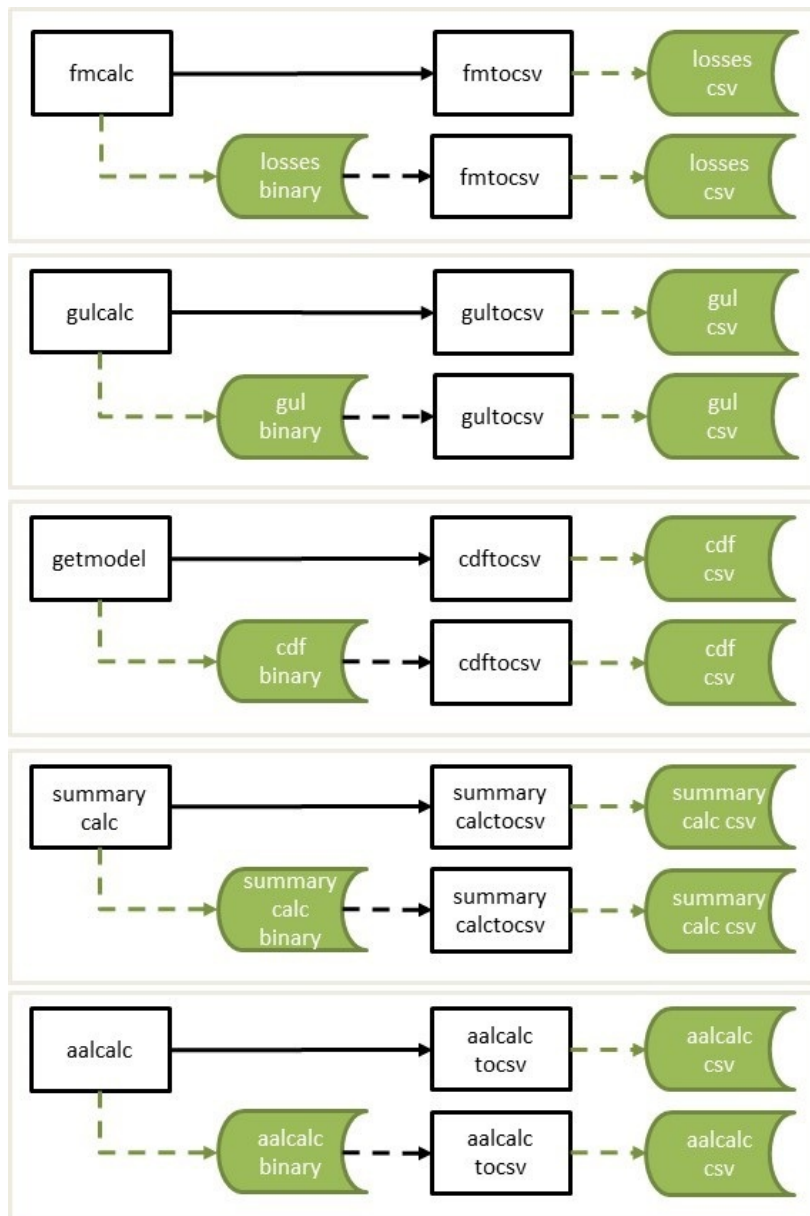 fmcalc
fmtocsv
losses
csv
losses
binary
fmtocsv
losses
csv
gulcalc
gultocsv
gul
csv
gul
binary
gultocsv
gul
csv
getmodel
cdftocsv
cdf
csv
cdf
binary
cdftocsv
cdf
csv
summary
calc
summary
calctocsv
summary
calc csv
summary
calc
binary
summary
calctocsv
summary
calc csv
aalcalc
aalcalc
tocsv
aalcalc
csv
aalcalc
binary
aalcalc
tocsv
aalcalc
csv